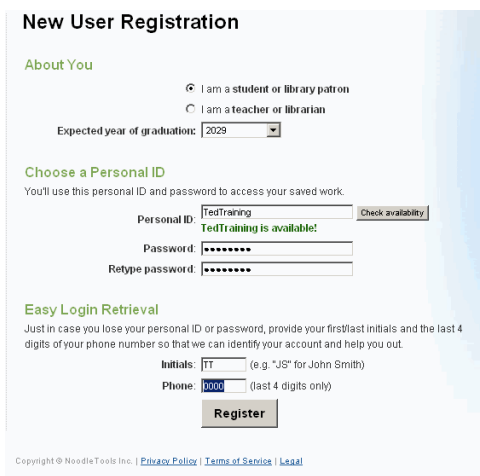 New User Registration
About You
I am a student or library patron
I am a teacher or librarian
Expected year of graduation: 2029
Choose a Personal ID
You'll use this personal ID and password to access your saved work.
Personal ID: TedTraining Check availability
TedTraining is available!
Password: ••••••••
Retype password: ••••••••
Easy Login Retrieval
Just in case you lose your personal ID or password, provide your first/last initials and the last 4
digits of your phone number so that we can identify your account and help you out.
Initials: TT (e.g. "JS" for John Smith)
Phone: 0000 (last 4 digits only)
Register
Copyright © NoodleTools Inc. | Privacy Policy | Terms of Service | Legal